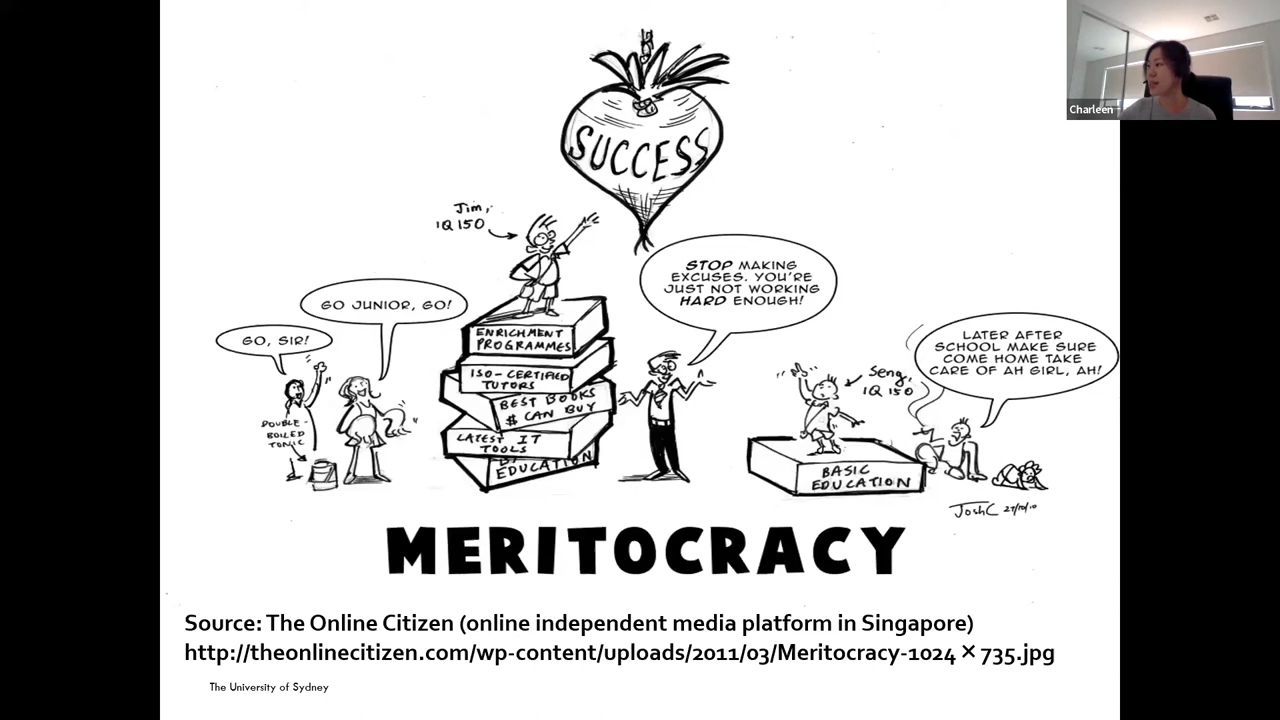 Charleen
SUCCESS
Jim,
IQ 150
STOP MAKING
EXCUSES. YOU'RE
JUST NOT WORKING
HARD ENOUGH!
GO JUNIOR, GO!
GO, SIR!
ENRICHMENT
PROGRAMMES
ISO-CERTIFIED
TUTORS
BEST BOOKS
$ CAN BUY
LATEST IT
TOOLS
EDUCATION
DOUBLE-
BOILED
TONIC
LATER AFTER
SCHOOL MAKE SURE
COME HOME TAKE
CARE OF AH GIRL, AH!
Seng,
IQ 150
BASIC
EDUCATION
JoshC 27/10/10
MERITOCRACY
Source: The Online Citizen (online independent media platform in Singapore)
http://theonlinecitizen.com/wp-content/uploads/2011/03/Meritocracy-1024×735.jpg
The University of Sydney